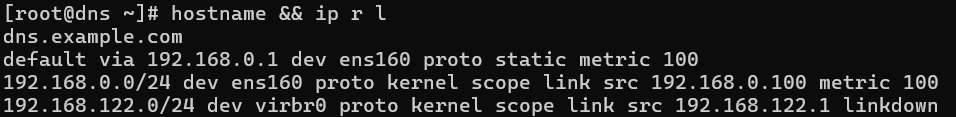 [root@dns ~]# hostname && ip r l
dns.example.com
default via 192.168.0.1 dev ens160 proto static metric 100
192.168.0.0/24 dev ens160 proto kernel scope link src 192.168.0.100 metric 100
192.168.122.0/24 dev virbr0 proto kernel scope link src 192.168.122.1 linkdown